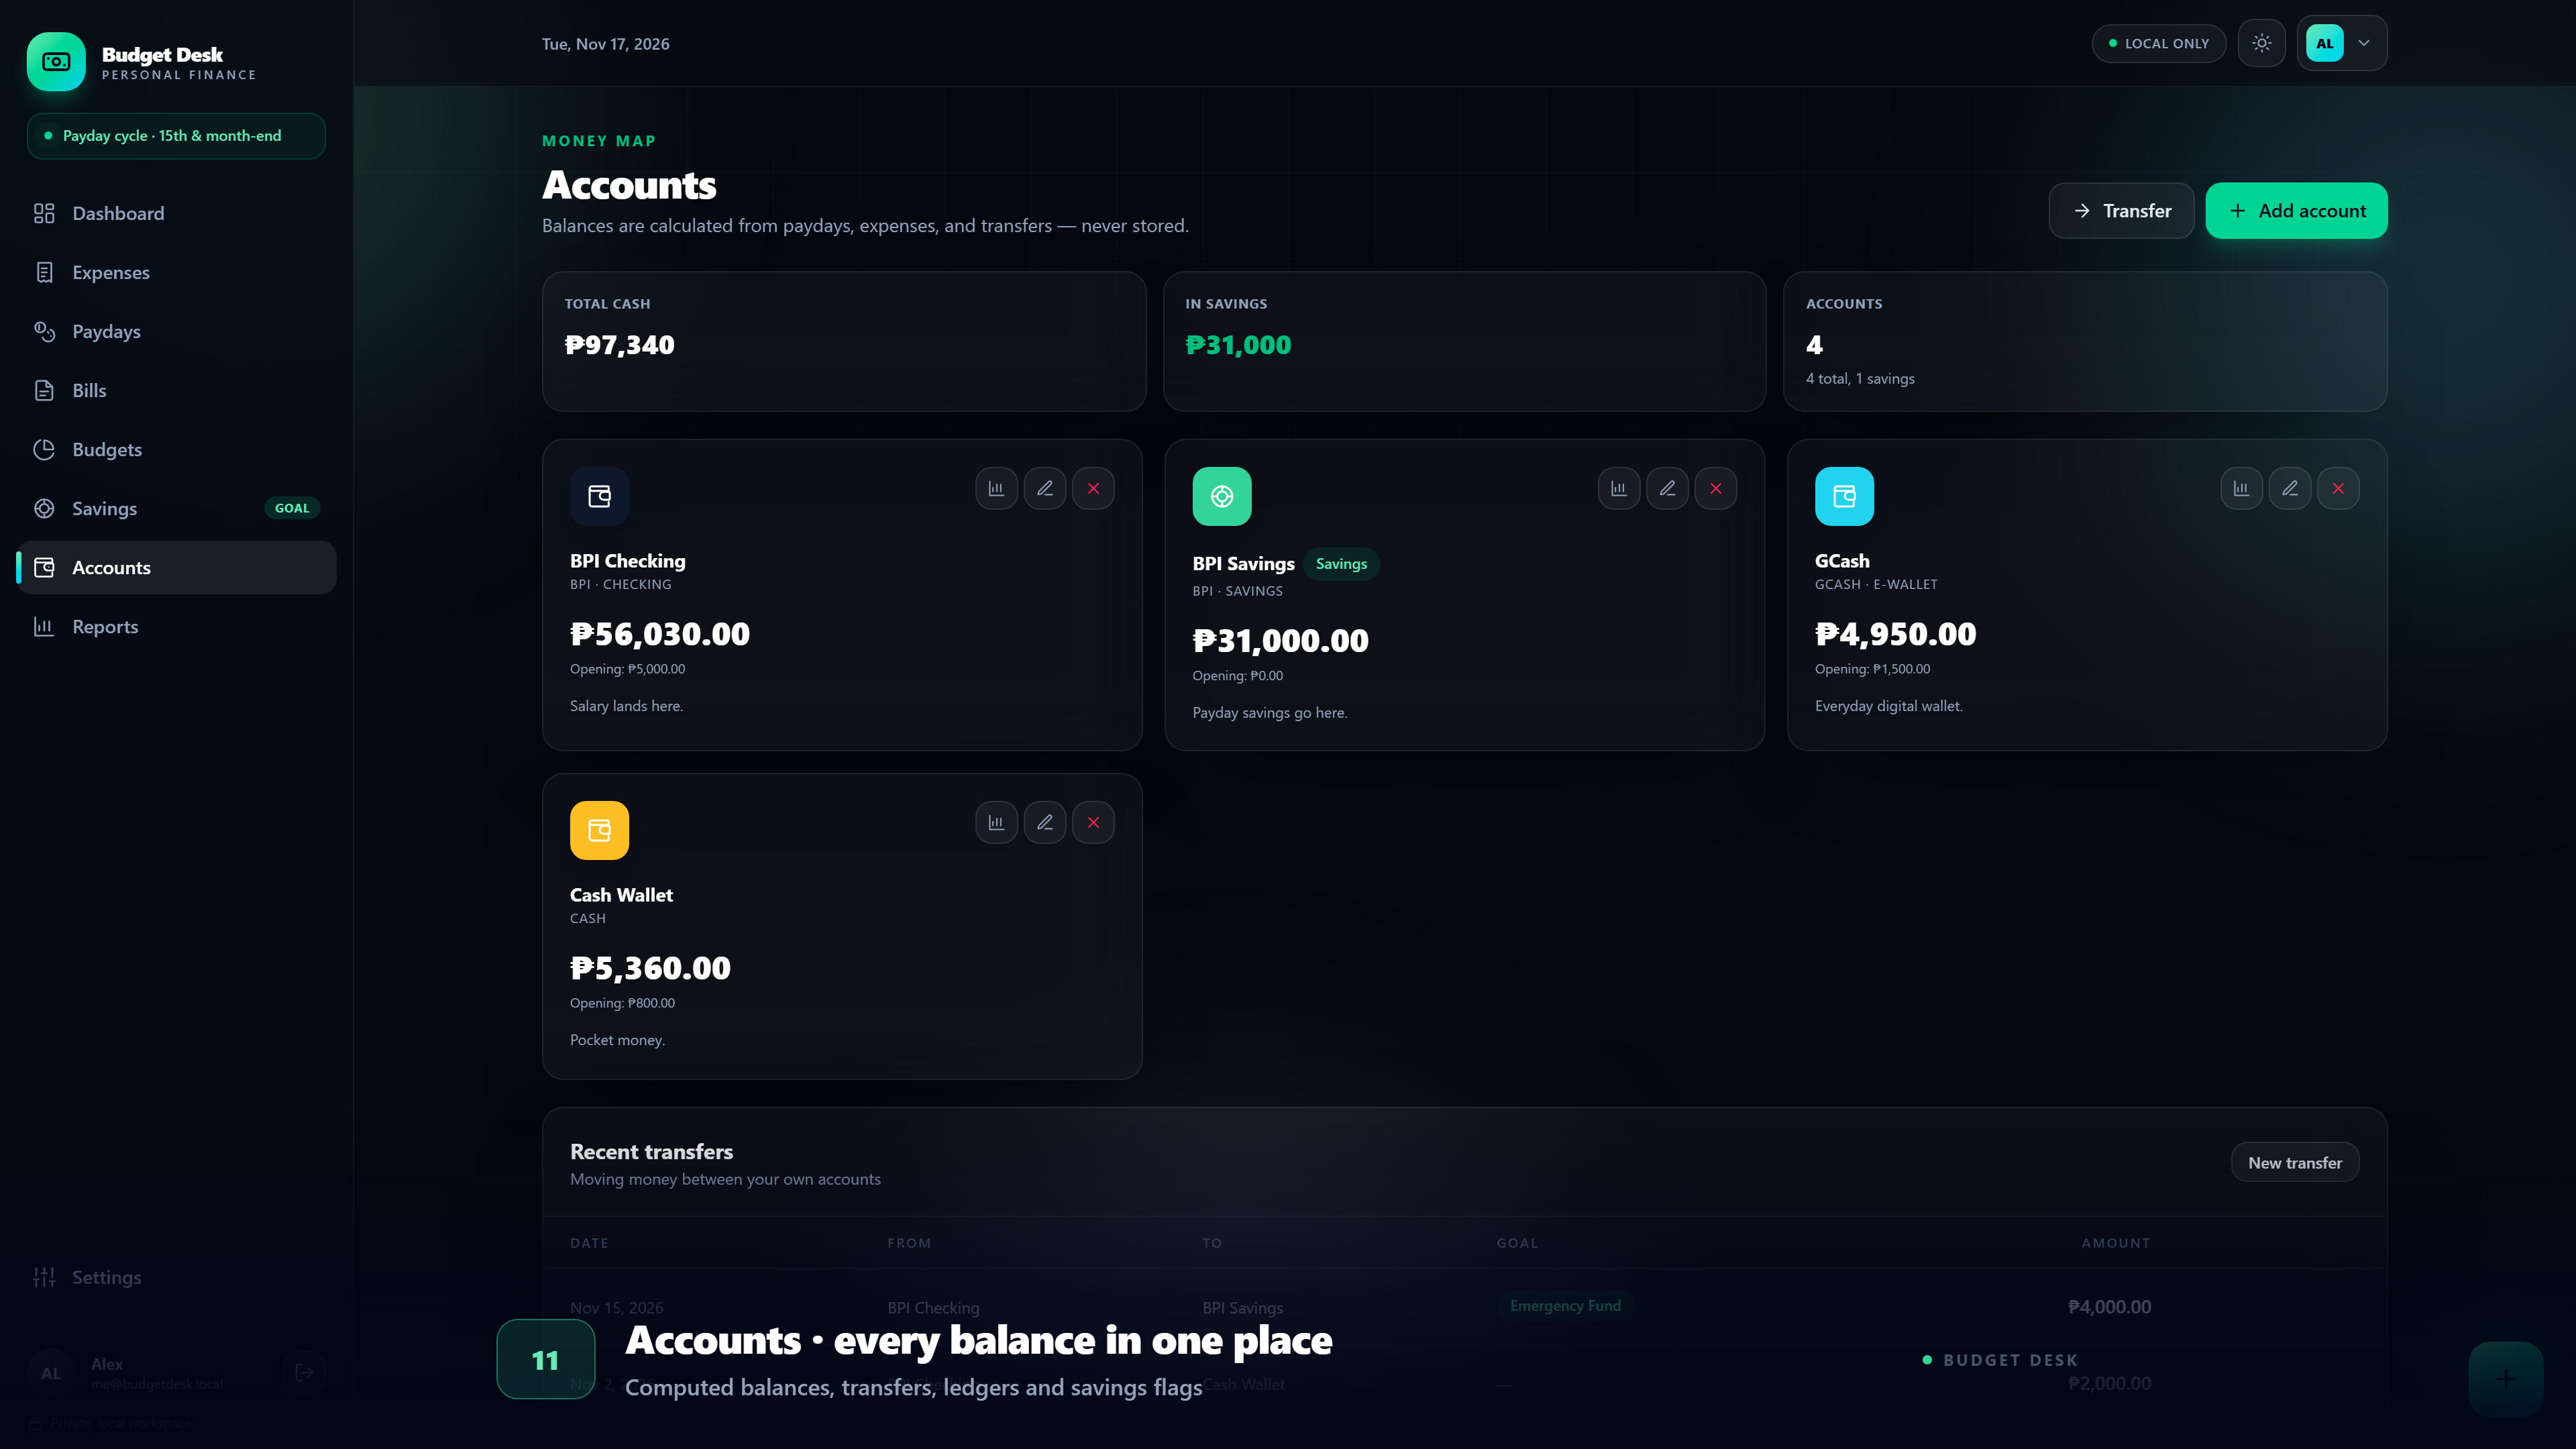 Budget Desk
PERSONAL FINANCE
Payday cycle · 15th & month-end
Dashboard
Expenses
Paydays
Bills
Budgets
Savings GOAL
Accounts
Reports
Settings
AL Alex
me@budgetdesk.local
Private, local workspace
Tue, Nov 17, 2026
LOCAL ONLY
AL
MONEY MAP
Accounts
Balances are calculated from paydays, expenses, and transfers — never stored.
Transfer
Add account
TOTAL CASH
₱97,340
IN SAVINGS
₱31,000
ACCOUNTS
4
4 total, 1 savings
BPI Checking
BPI · CHECKING
₱56,030.00
Opening: ₱5,000.00
Salary lands here.
BPI Savings Savings
BPI · SAVINGS
₱31,000.00
Opening: ₱0.00
Payday savings go here.
GCash
GCASH · E-WALLET
₱4,950.00
Opening: ₱1,500.00
Everyday digital wallet.
Cash Wallet
CASH
₱5,360.00
Opening: ₱800.00
Pocket money.
Recent transfers
Moving money between your own accounts
New transfer
DATE FROM TO GOAL AMOUNT
Nov 15, 2026 BPI Checking BPI Savings Emergency Fund ₱4,000.00
Cash Wallet — ₱2,000.00
11
Accounts · every balance in one place
Computed balances, transfers, ledgers and savings flags
BUDGET DESK